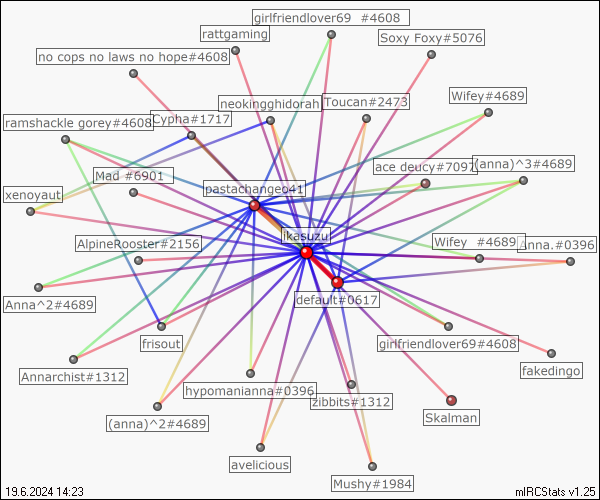 girlfriendlover69  #4608
rattgaming
Soxy Foxy#5076
no cops no laws no hope#4608
neokingghidorah
Toucan#2473
Wifey#4689
ramshackle gorey#4608
Cypha#1717
Mad #6901
ace deucy#7097
(anna)^3#4689
xenoyaut
pastachangeo41
ikasuzu
AlpineRooster#2156
Wifey  #4689
Anna.#0396
Anna^2#4689
default#0617
frisout
girlfriendlover69#4608
fakedingo
Annarchist#1312
hypomanianna#0396
zibbits#1312
(anna)^2#4689
Skalman
avelicious
Mushy#1984
19.6.2024 14:23
mIRCStats v1.25